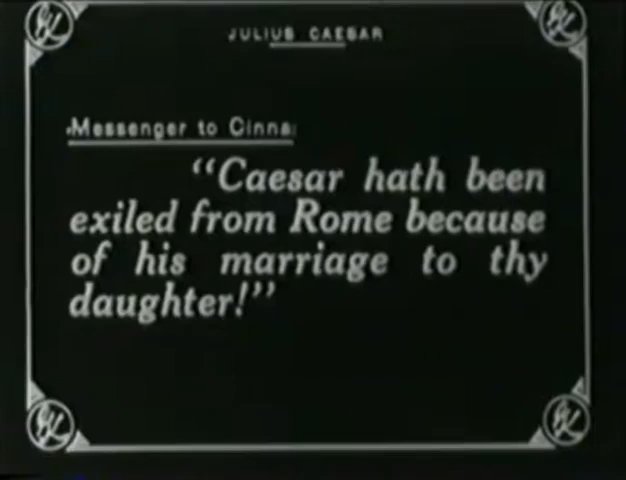 JULIUS CAESAR
Messenger to Cinna:
"Caesar hath been
exiled from Rome because
of his marriage to thy
daughter!"